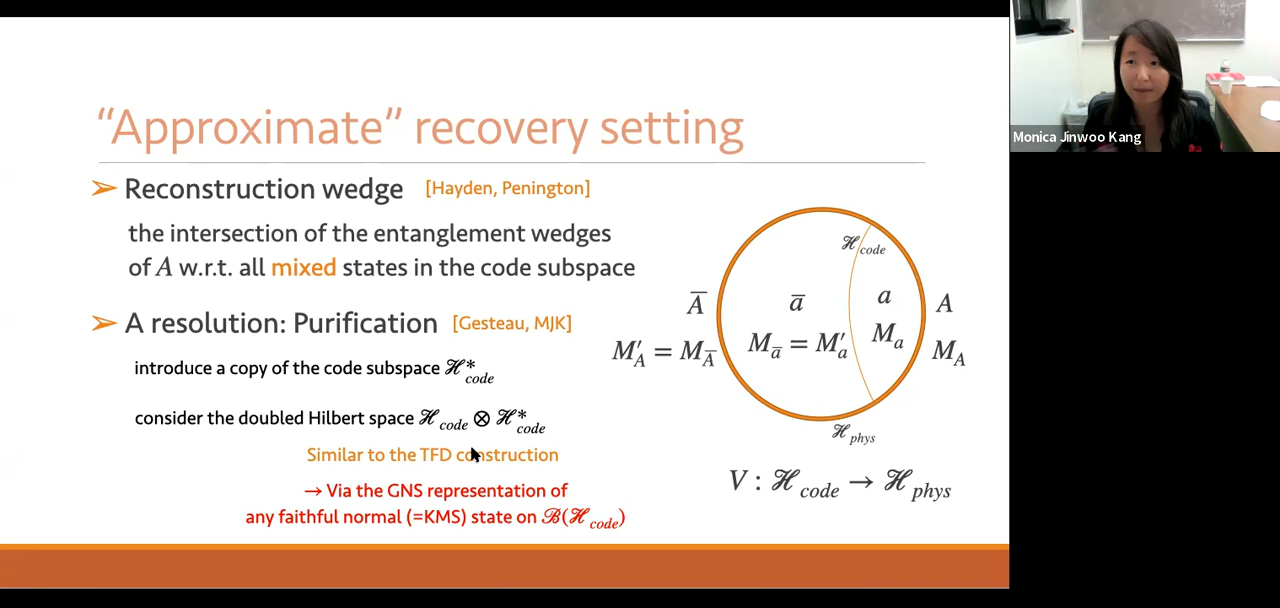 “Approximate” recovery setting
➢ Reconstruction wedge [Hayden, Penington]
the intersection of the entanglement wedges
of A w.r.t. all mixed states in the code subspace
➢ A resolution: Purification [Gesteau, MJK]
introduce a copy of the code subspace ℋ*code
consider the doubled Hilbert space ℋcode ⊗ ℋ*code
Similar to the TFD construction
→ Via the GNS representation of
any faithful normal (=KMS) state on ℬ(ℋcode)
ℋcode
A̅
a̅
a
A
M′A = MA̅
Ma̅ = M′a
Ma
MA
ℋphys
V : ℋcode → ℋphys
Monica Jinwoo Kang